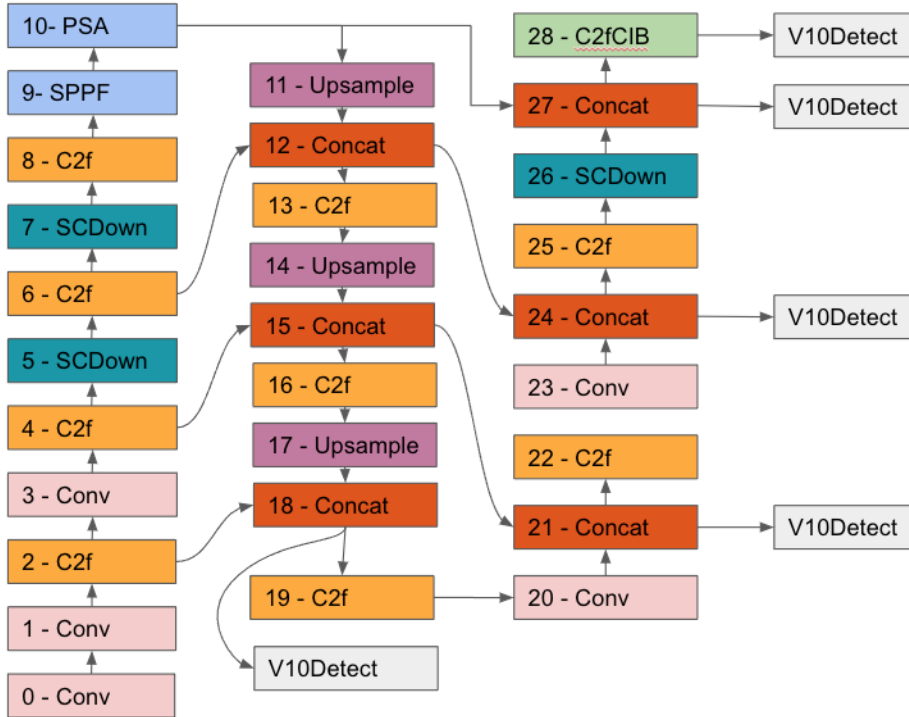 10- PSA
9- SPPF
8 - C2f
7 - SCDown
6 - C2f
5 - SCDown
4 - C2f
3 - Conv
2 - C2f
1 - Conv
0 - Conv
11 - Upsample
12 - Concat
13 - C2f
14 - Upsample
15 - Concat
16 - C2f
17 - Upsample
18 - Concat
19 - C2f
V10Detect
28 - C2fCIB
V10Detect
27 - Concat
V10Detect
26 - SCDown
25 - C2f
24 - Concat
V10Detect
23 - Conv
22 - C2f
21 - Concat
V10Detect
20 - Conv